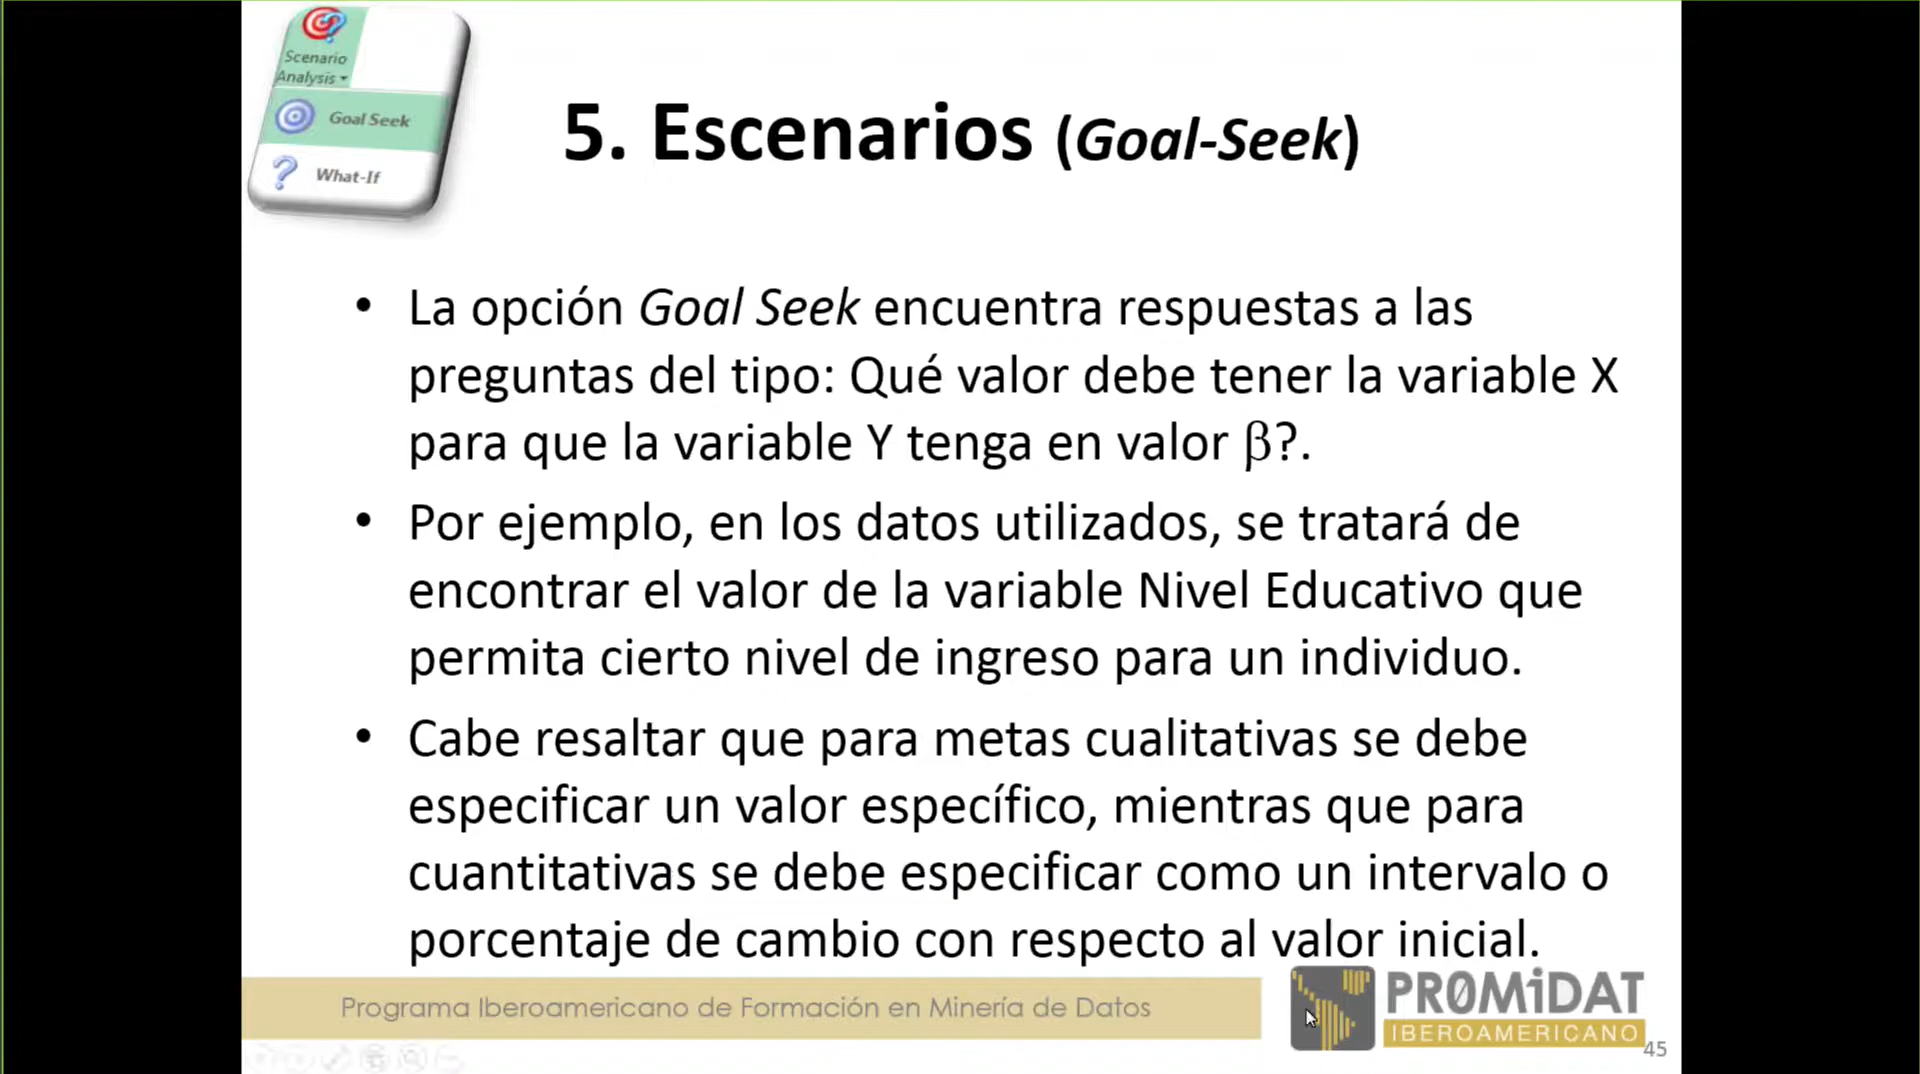 Scenario
Analysis
Goal Seek
What-If
5. Escenarios (Goal-Seek)
• La opción Goal Seek encuentra respuestas a las
preguntas del tipo: Qué valor debe tener la variable X
para que la variable Y tenga en valor β?.
• Por ejemplo, en los datos utilizados, se tratará de
encontrar el valor de la variable Nivel Educativo que
permita cierto nivel de ingreso para un individuo.
• Cabe resaltar que para metas cualitativas se debe
especificar un valor específico, mientras que para
cuantitativas se debe especificar como un intervalo o
porcentaje de cambio con respecto al valor inicial.
Programa Iberoamericano de Formación en Minería de Datos
PR0MiDAT
IBEROAMERICANO
45